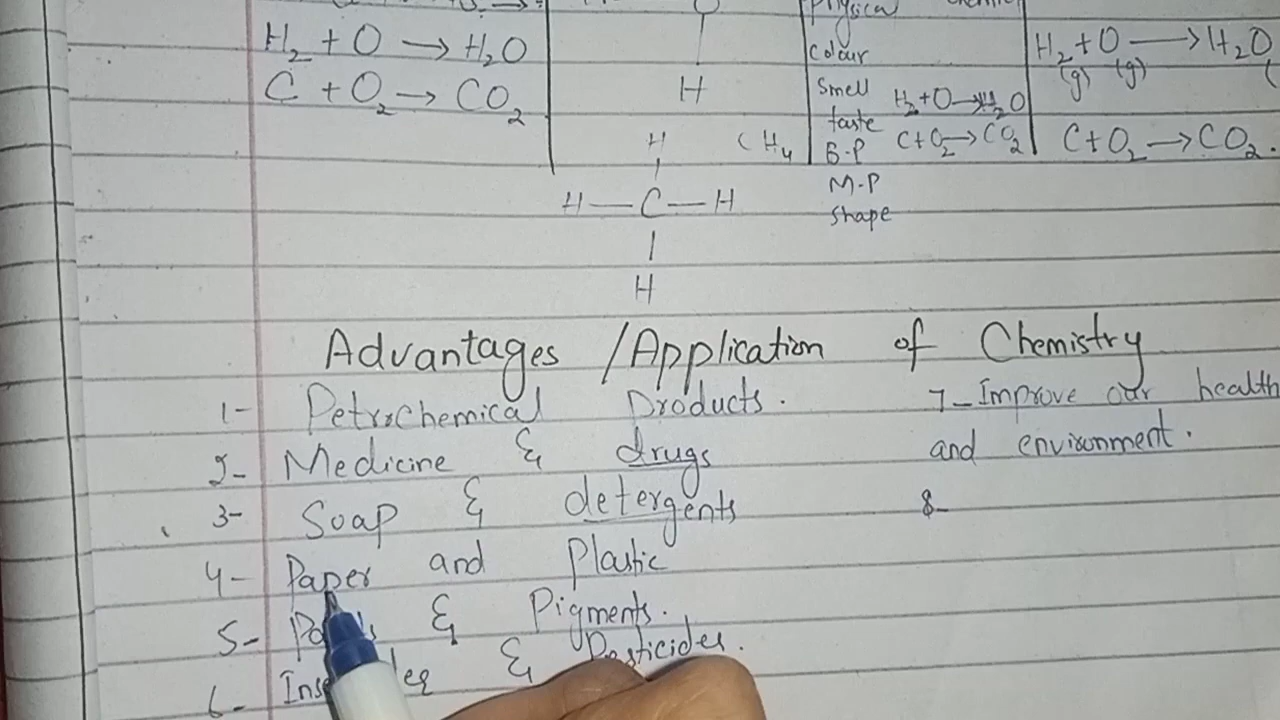 H₂ + O → H₂O
C + O₂ → CO₂
H
H
CH₄
H — C — H
H
Physical
colour
Smell
taste
B.P
M.P
shape
H₂+O→H₂O
C+O₂→CO₂
H₂+O → H₂O
(g) (g)
C+O₂ → CO₂.
Advantages /Application of Chemistry
1- Petrochemical Products.
2- Medicine & drugs
3- Soap & detergents
4- Paper and Plastic
5- & Pigments.
6- & Pesticides.
7- Improve our health
and environment.
8-